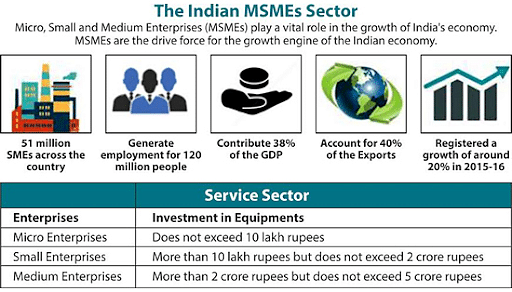 The Indian MSMEs Sector
Micro, Small and Medium Enterprises (MSMEs) play a vital role in the growth of India's economy.
MSMEs are the drive force for the growth engine of the Indian economy.
51 million
SMEs across the
country
Generate
employment for 120
million people
Contribute 38%
of the GDP
Account for 40%
of the Exports
Registered a
growth of around
20% in 2015-16
Service Sector
Enterprises Investment in Equipments
Micro Enterprises Does not exceed 10 lakh rupees
Small Enterprises More than 10 lakh rupees but does not exceed 2 crore rupees
Medium Enterprises More than 2 crore rupees but does not exceed 5 crore rupees